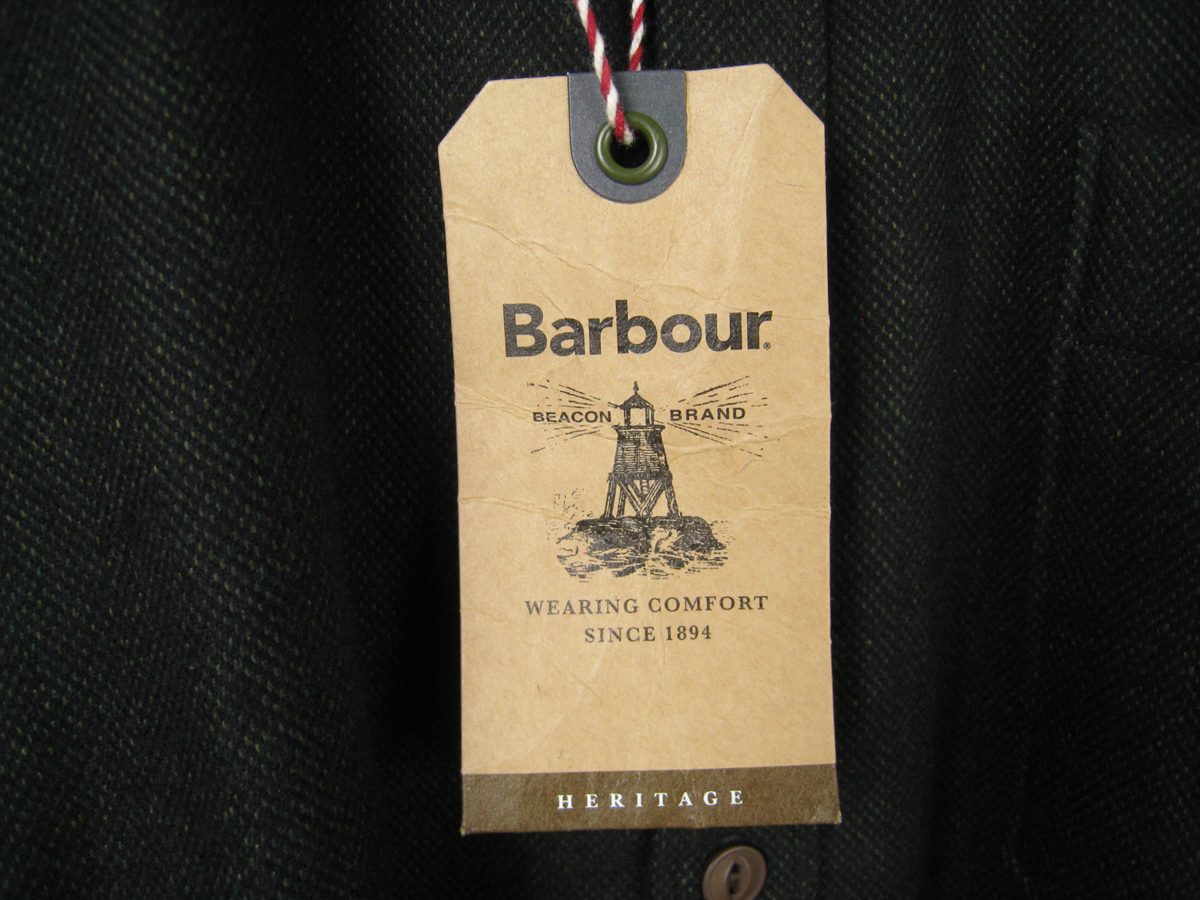 Barbour®
BEACON BRAND
WEARING COMFORT
SINCE 1894
HERITAGE